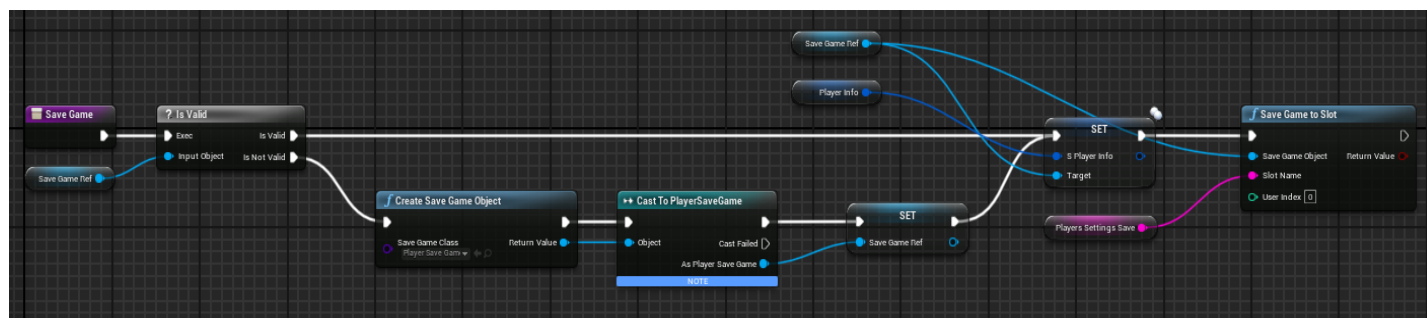 Save Game Ref
Player Info
Save Game
? Is Valid
Exec
Is Valid
Input Object
Is Not Valid
Save Game Ref
SET
S Player Info
Target
f Save Game to Slot
Save Game Object
Return Value
Slot Name
User Index 0
Players Settings Save
f Create Save Game Object
Save Game Class
Player Save Gam
Return Value
Cast To PlayerSaveGame
Object
Cast Failed
As Player Save Game
NOTE
SET
Save Game Ref